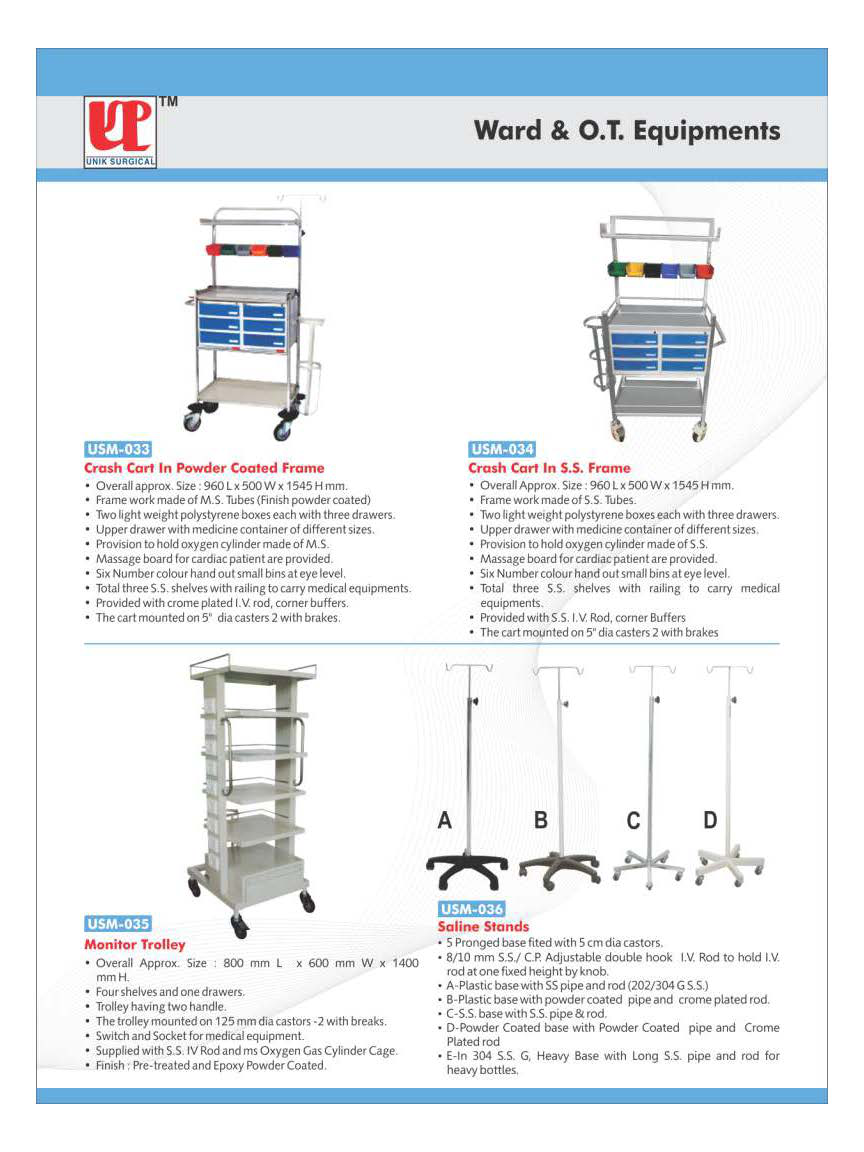 TM
UNIK SURGICAL
Ward & O.T. Equipments
USM-033
Crash Cart In Powder Coated Frame
• Overall approx. Size : 960 L x 500 W x 1545 H mm.
• Frame work made of M.S. Tubes (Finish powder coated)
• Two light weight polystyrene boxes each with three drawers.
• Upper drawer with medicine container of different sizes.
• Provision to hold oxygen cylinder made of M.S.
• Massage board for cardiac patient are provided.
• Six Number colour hand out small bins at eye level.
• Total three S.S. shelves with railing to carry medical equipments.
• Provided with crome plated I.V. rod, corner buffers.
• The cart mounted on 5" dia casters 2 with brakes.
USM-034
Crash Cart In S.S. Frame
• Overall Approx. Size : 960 L x 500 W x 1545 H mm.
• Frame work made of S.S. Tubes.
• Two light weight polystyrene boxes each with three drawers.
• Upper drawer with medicine container of different sizes.
• Provision to hold oxygen cylinder made of S.S.
• Massage board for cardiac patient are provided.
• Six Number colour hand out small bins at eye level.
• Total three S.S. shelves with railing to carry medical
equipments.
• Provided with S.S. I.V. Rod, corner Buffers
• The cart mounted on 5" dia casters 2 with brakes
USM-035
Monitor Trolley
• Overall Approx. Size : 800 mm L x 600 mm W x 1400
mm H.
• Four shelves and one drawers.
• Trolley having two handle.
• The trolley mounted on 125 mm dia castors -2 with breaks.
• Switch and Socket for medical equipment.
• Supplied with S.S. IV Rod and ms Oxygen Gas Cylinder Cage.
• Finish : Pre-treated and Epoxy Powder Coated.
A
B
C
D
USM-036
Saline Stands
• 5 Pronged base fited with 5 cm dia castors.
• 8/10 mm S.S./ C.P. Adjustable double hook I.V. Rod to hold I.V.
rod at one fixed height by knob.
• A-Plastic base with SS pipe and rod (202/304 G S.S.)
• B-Plastic base with powder coated pipe and crome plated rod.
• C-S.S. base with S.S. pipe & rod.
• D-Powder Coated base with Powder Coated pipe and Crome
Plated rod
• E-In 304 S.S. G, Heavy Base with Long S.S. pipe and rod for
heavy bottles.